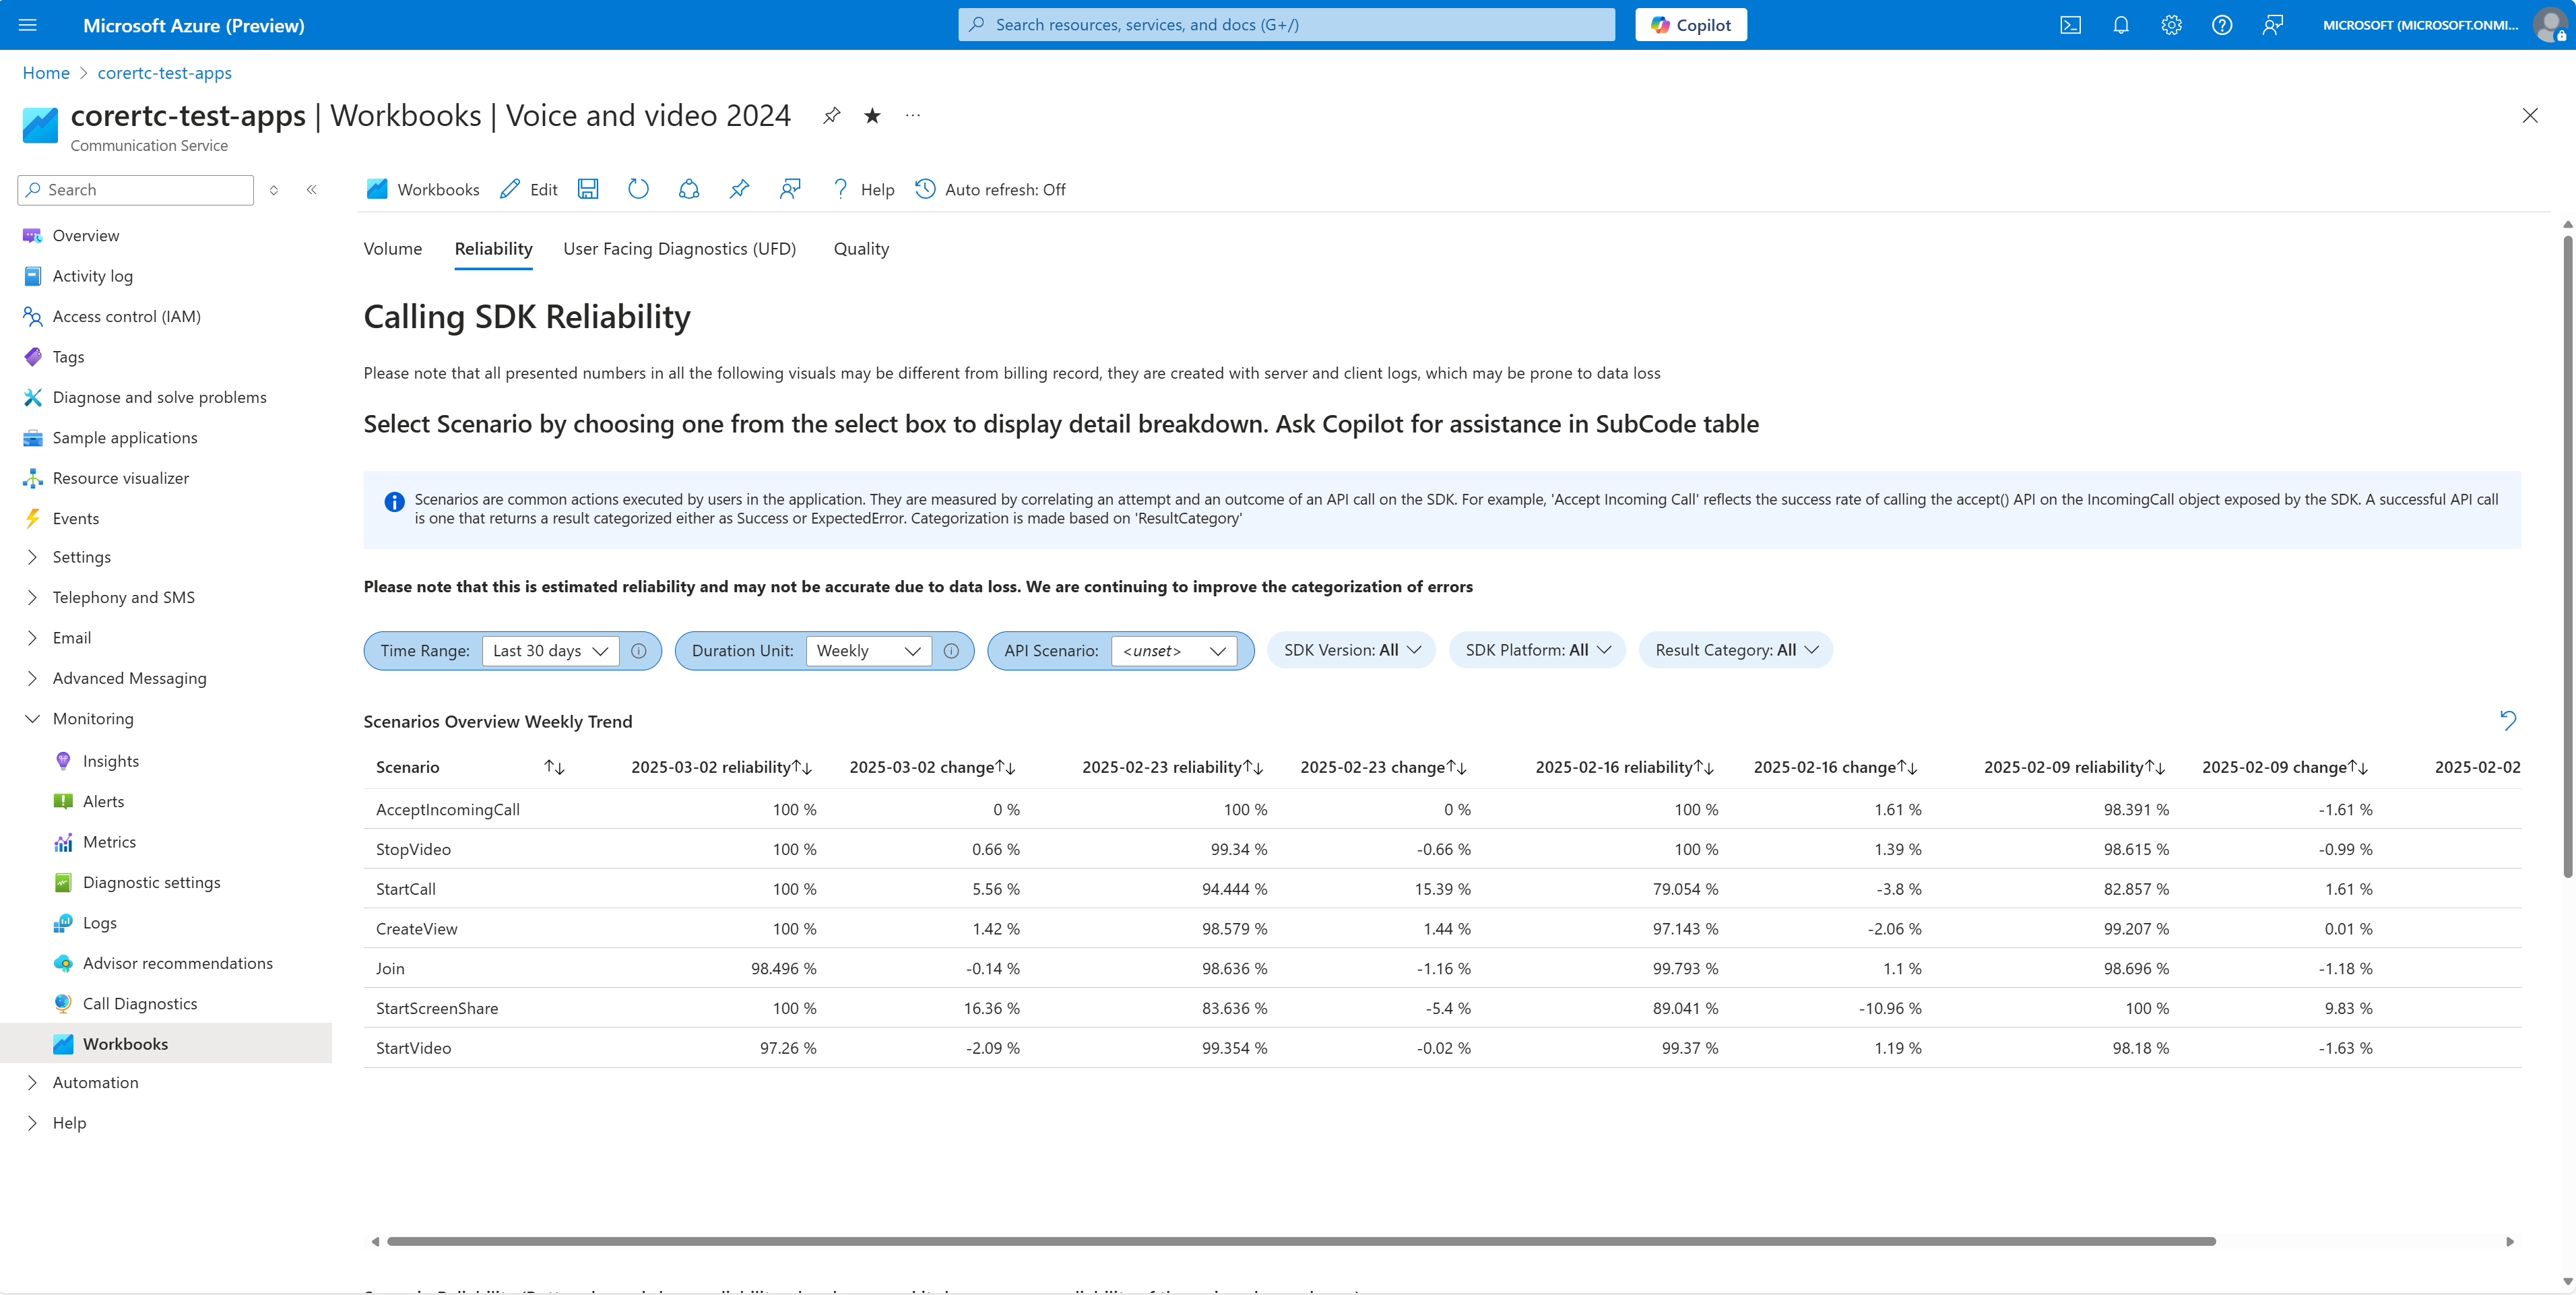 Microsoft Azure (Preview)
Search resources, services, and docs (G+/)
Copilot
MICROSOFT (MICROSOFT.ONMI...
Home > corertc-test-apps
corertc-test-apps | Workbooks | Voice and video 2024
Communication Service
Search
Workbooks Edit Help Auto refresh: Off
Overview
Activity log
Access control (IAM)
Tags
Diagnose and solve problems
Sample applications
Resource visualizer
Events
Settings
Telephony and SMS
Email
Advanced Messaging
Monitoring
Insights
Alerts
Metrics
Diagnostic settings
Logs
Advisor recommendations
Call Diagnostics
Workbooks
Automation
Help
Volume Reliability User Facing Diagnostics (UFD) Quality
Calling SDK Reliability
Please note that all presented numbers in all the following visuals may be different from billing record, they are created with server and client logs, which may be prone to data loss
Select Scenario by choosing one from the select box to display detail breakdown. Ask Copilot for assistance in SubCode table
Scenarios are common actions executed by users in the application. They are measured by correlating an attempt and an outcome of an API call on the SDK. For example, 'Accept Incoming Call' reflects the success rate of calling the accept() API on the IncomingCall object exposed by the SDK. A successful API call
is one that returns a result categorized either as Success or ExpectedError. Categorization is made based on 'ResultCategory'
Please note that this is estimated reliability and may not be accurate due to data loss. We are continuing to improve the categorization of errors
Time Range: Last 30 days Duration Unit: Weekly API Scenario: <unset> SDK Version: All SDK Platform: All Result Category: All
Scenarios Overview Weekly Trend
Scenario 2025-03-02 reliability 2025-03-02 change 2025-02-23 reliability 2025-02-23 change 2025-02-16 reliability 2025-02-16 change 2025-02-09 reliability 2025-02-09 change 2025-02-02
AcceptIncomingCall 100 % 0 % 100 % 0 % 100 % 1.61 % 98.391 % -1.61 %
StopVideo 100 % 0.66 % 99.34 % -0.66 % 100 % 1.39 % 98.615 % -0.99 %
StartCall 100 % 5.56 % 94.444 % 15.39 % 79.054 % -3.8 % 82.857 % 1.61 %
CreateView 100 % 1.42 % 98.579 % 1.44 % 97.143 % -2.06 % 99.207 % 0.01 %
Join 98.496 % -0.14 % 98.636 % -1.16 % 99.793 % 1.1 % 98.696 % -1.18 %
StartScreenShare 100 % 16.36 % 83.636 % -5.4 % 89.041 % -10.96 % 100 % 9.83 %
StartVideo 97.26 % -2.09 % 99.354 % -0.02 % 99.37 % 1.19 % 98.18 % -1.63 %